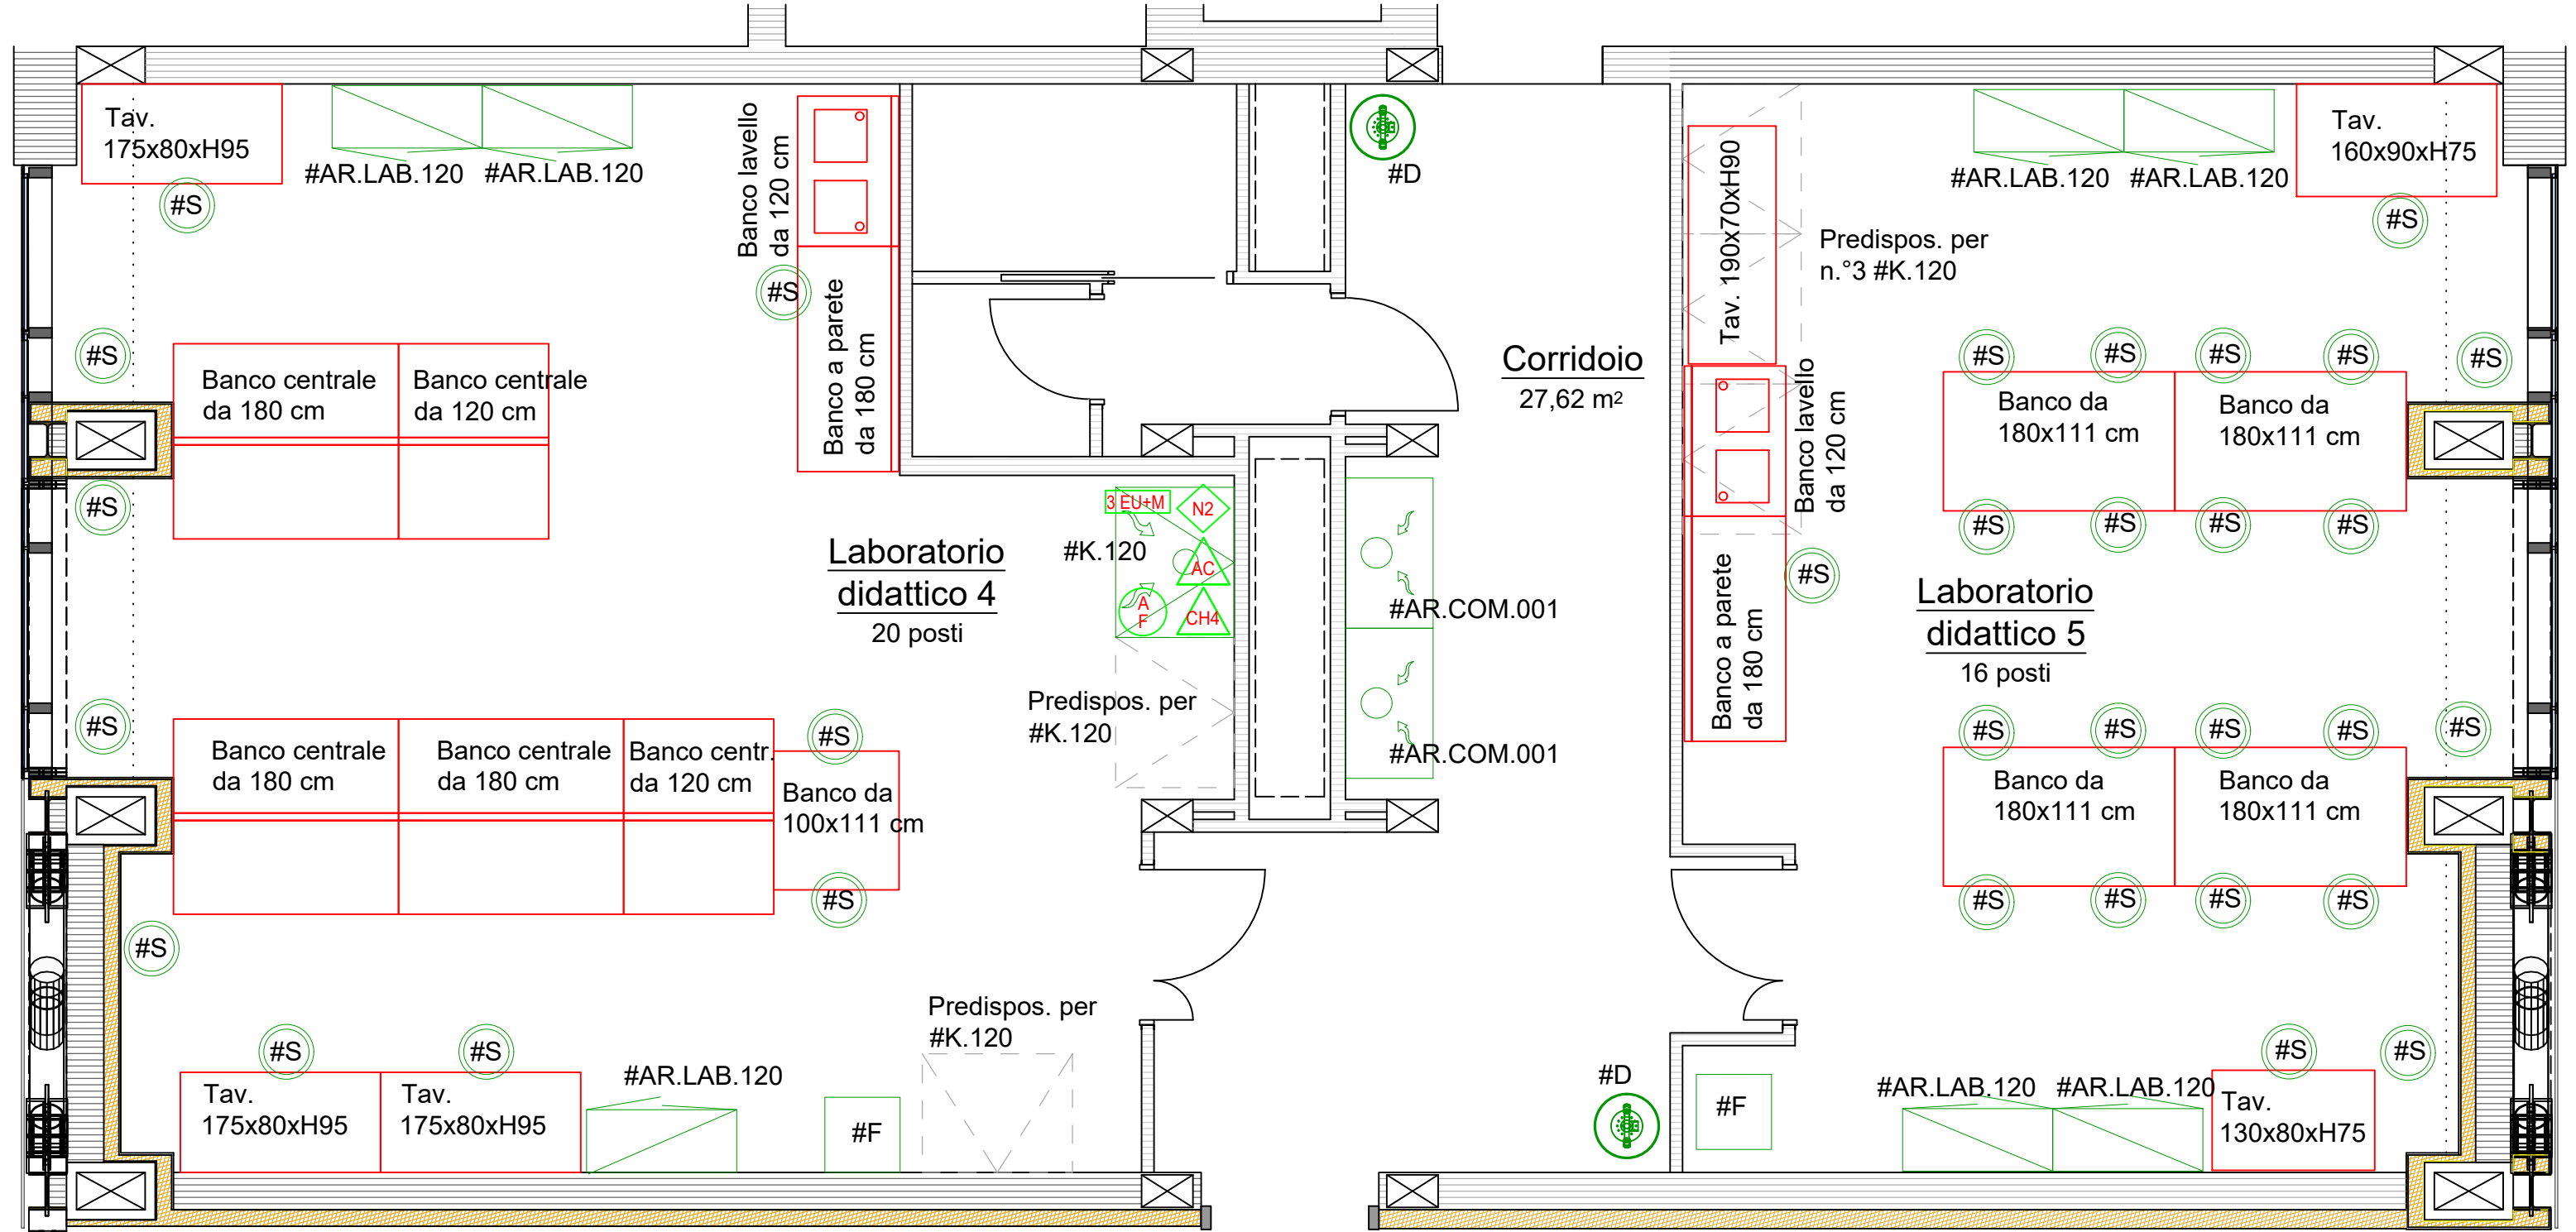 Tav.
175x80xH95
#AR.LAB.120
#AR.LAB.120
#S
Banco lavello
da 120 cm
#S
Banco a parete
da 180 cm
#S
Banco centrale
da 180 cm
Banco centrale
da 120 cm
#S
Laboratorio
didattico 4
20 posti
3 EU+M
N2
#K.120
AC
A
F
CH4
Predispos. per
#K.120
#S
Banco centrale
da 180 cm
Banco centrale
da 180 cm
Banco centr.
da 120 cm
#S
Banco da
100x111 cm
#S
#S
#S
#S
Tav.
175x80xH95
Tav.
175x80xH95
#AR.LAB.120
#F
Predispos. per
#K.120
#D
Corridoio
27,62 m²
#AR.COM.001
#AR.COM.001
#D
Tav. 190x70xH90
Predispos. per
n.°3 #K.120
Banco lavello
da 120 cm
Banco a parete
da 180 cm
#S
#AR.LAB.120
#AR.LAB.120
Tav.
160x90xH75
#S
#S
#S
#S
#S
#S
Banco da
180x111 cm
Banco da
180x111 cm
#S
#S
#S
#S
Laboratorio
didattico 5
16 posti
#S
#S
#S
#S
#S
Banco da
180x111 cm
Banco da
180x111 cm
#S
#S
#S
#S
#S
#S
#F
#AR.LAB.120
#AR.LAB.120
Tav.
130x80xH75